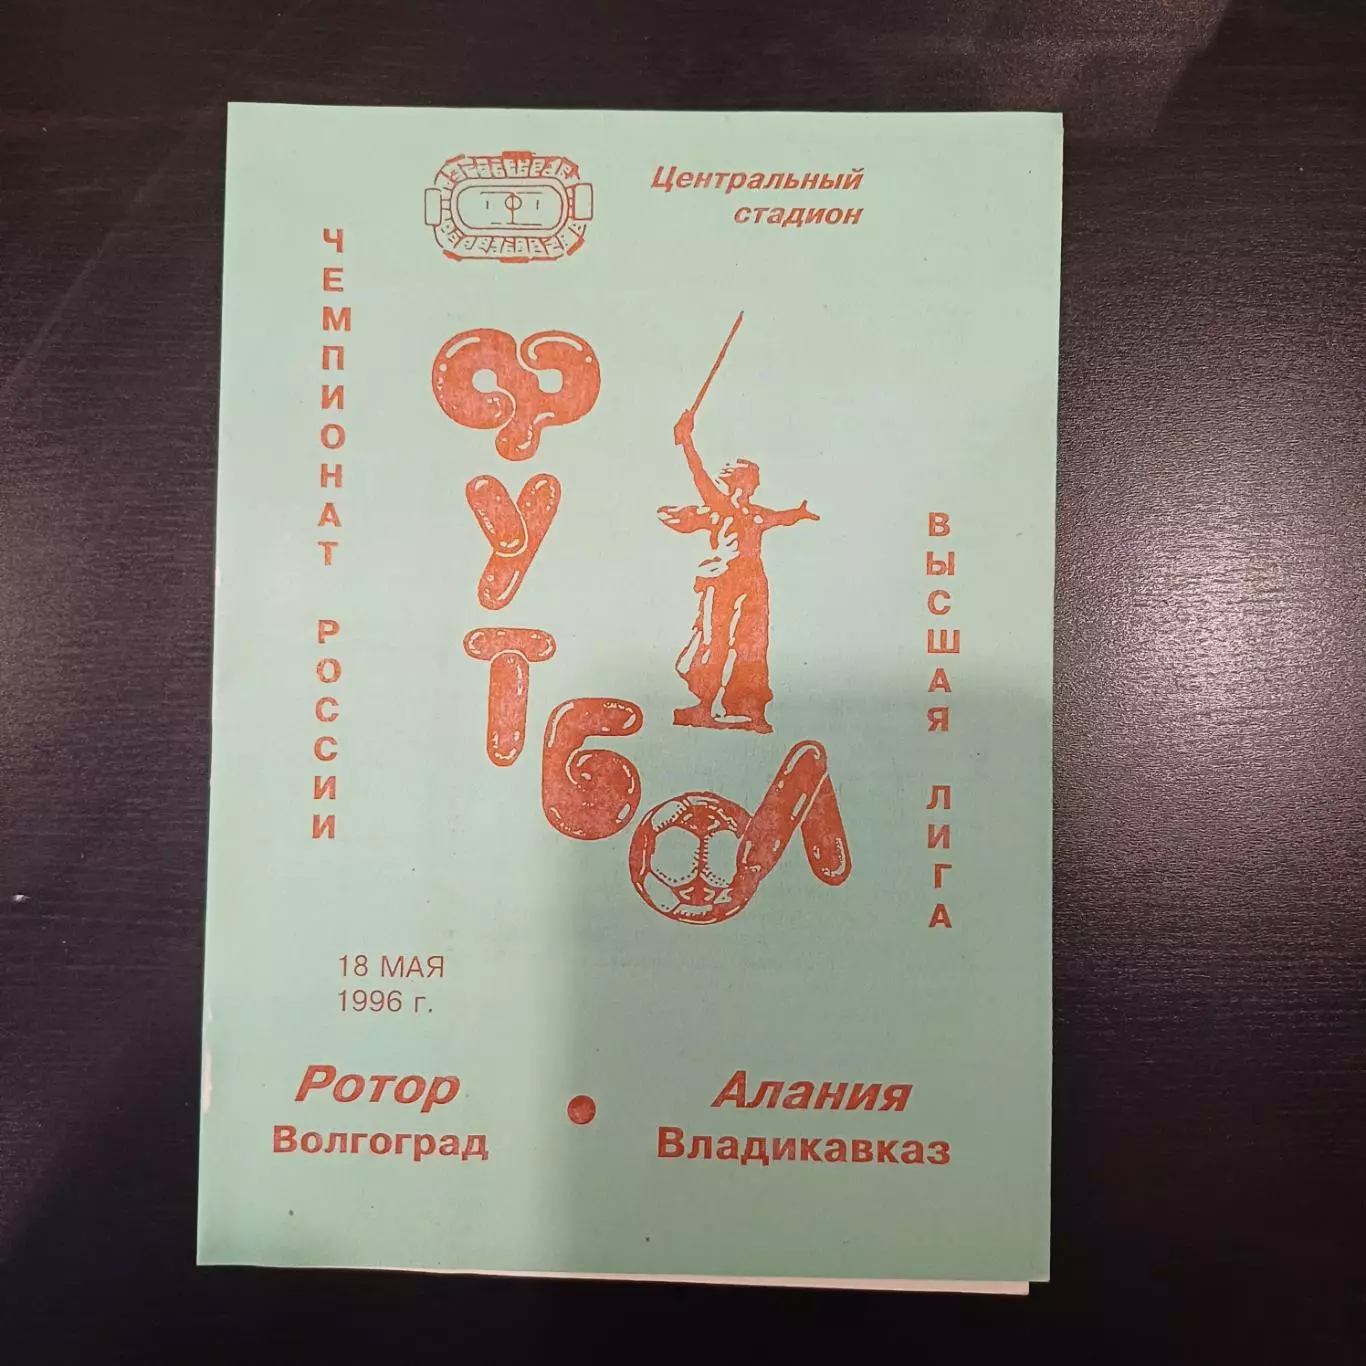 Центральный
стадион
ЧЕМПИОНАТ РОССИИ
ФУТБОЛ
ВЫСШАЯ ЛИГА
18 МАЯ
1996 г.
Ротор
Волгоград
Алания
Владикавказ